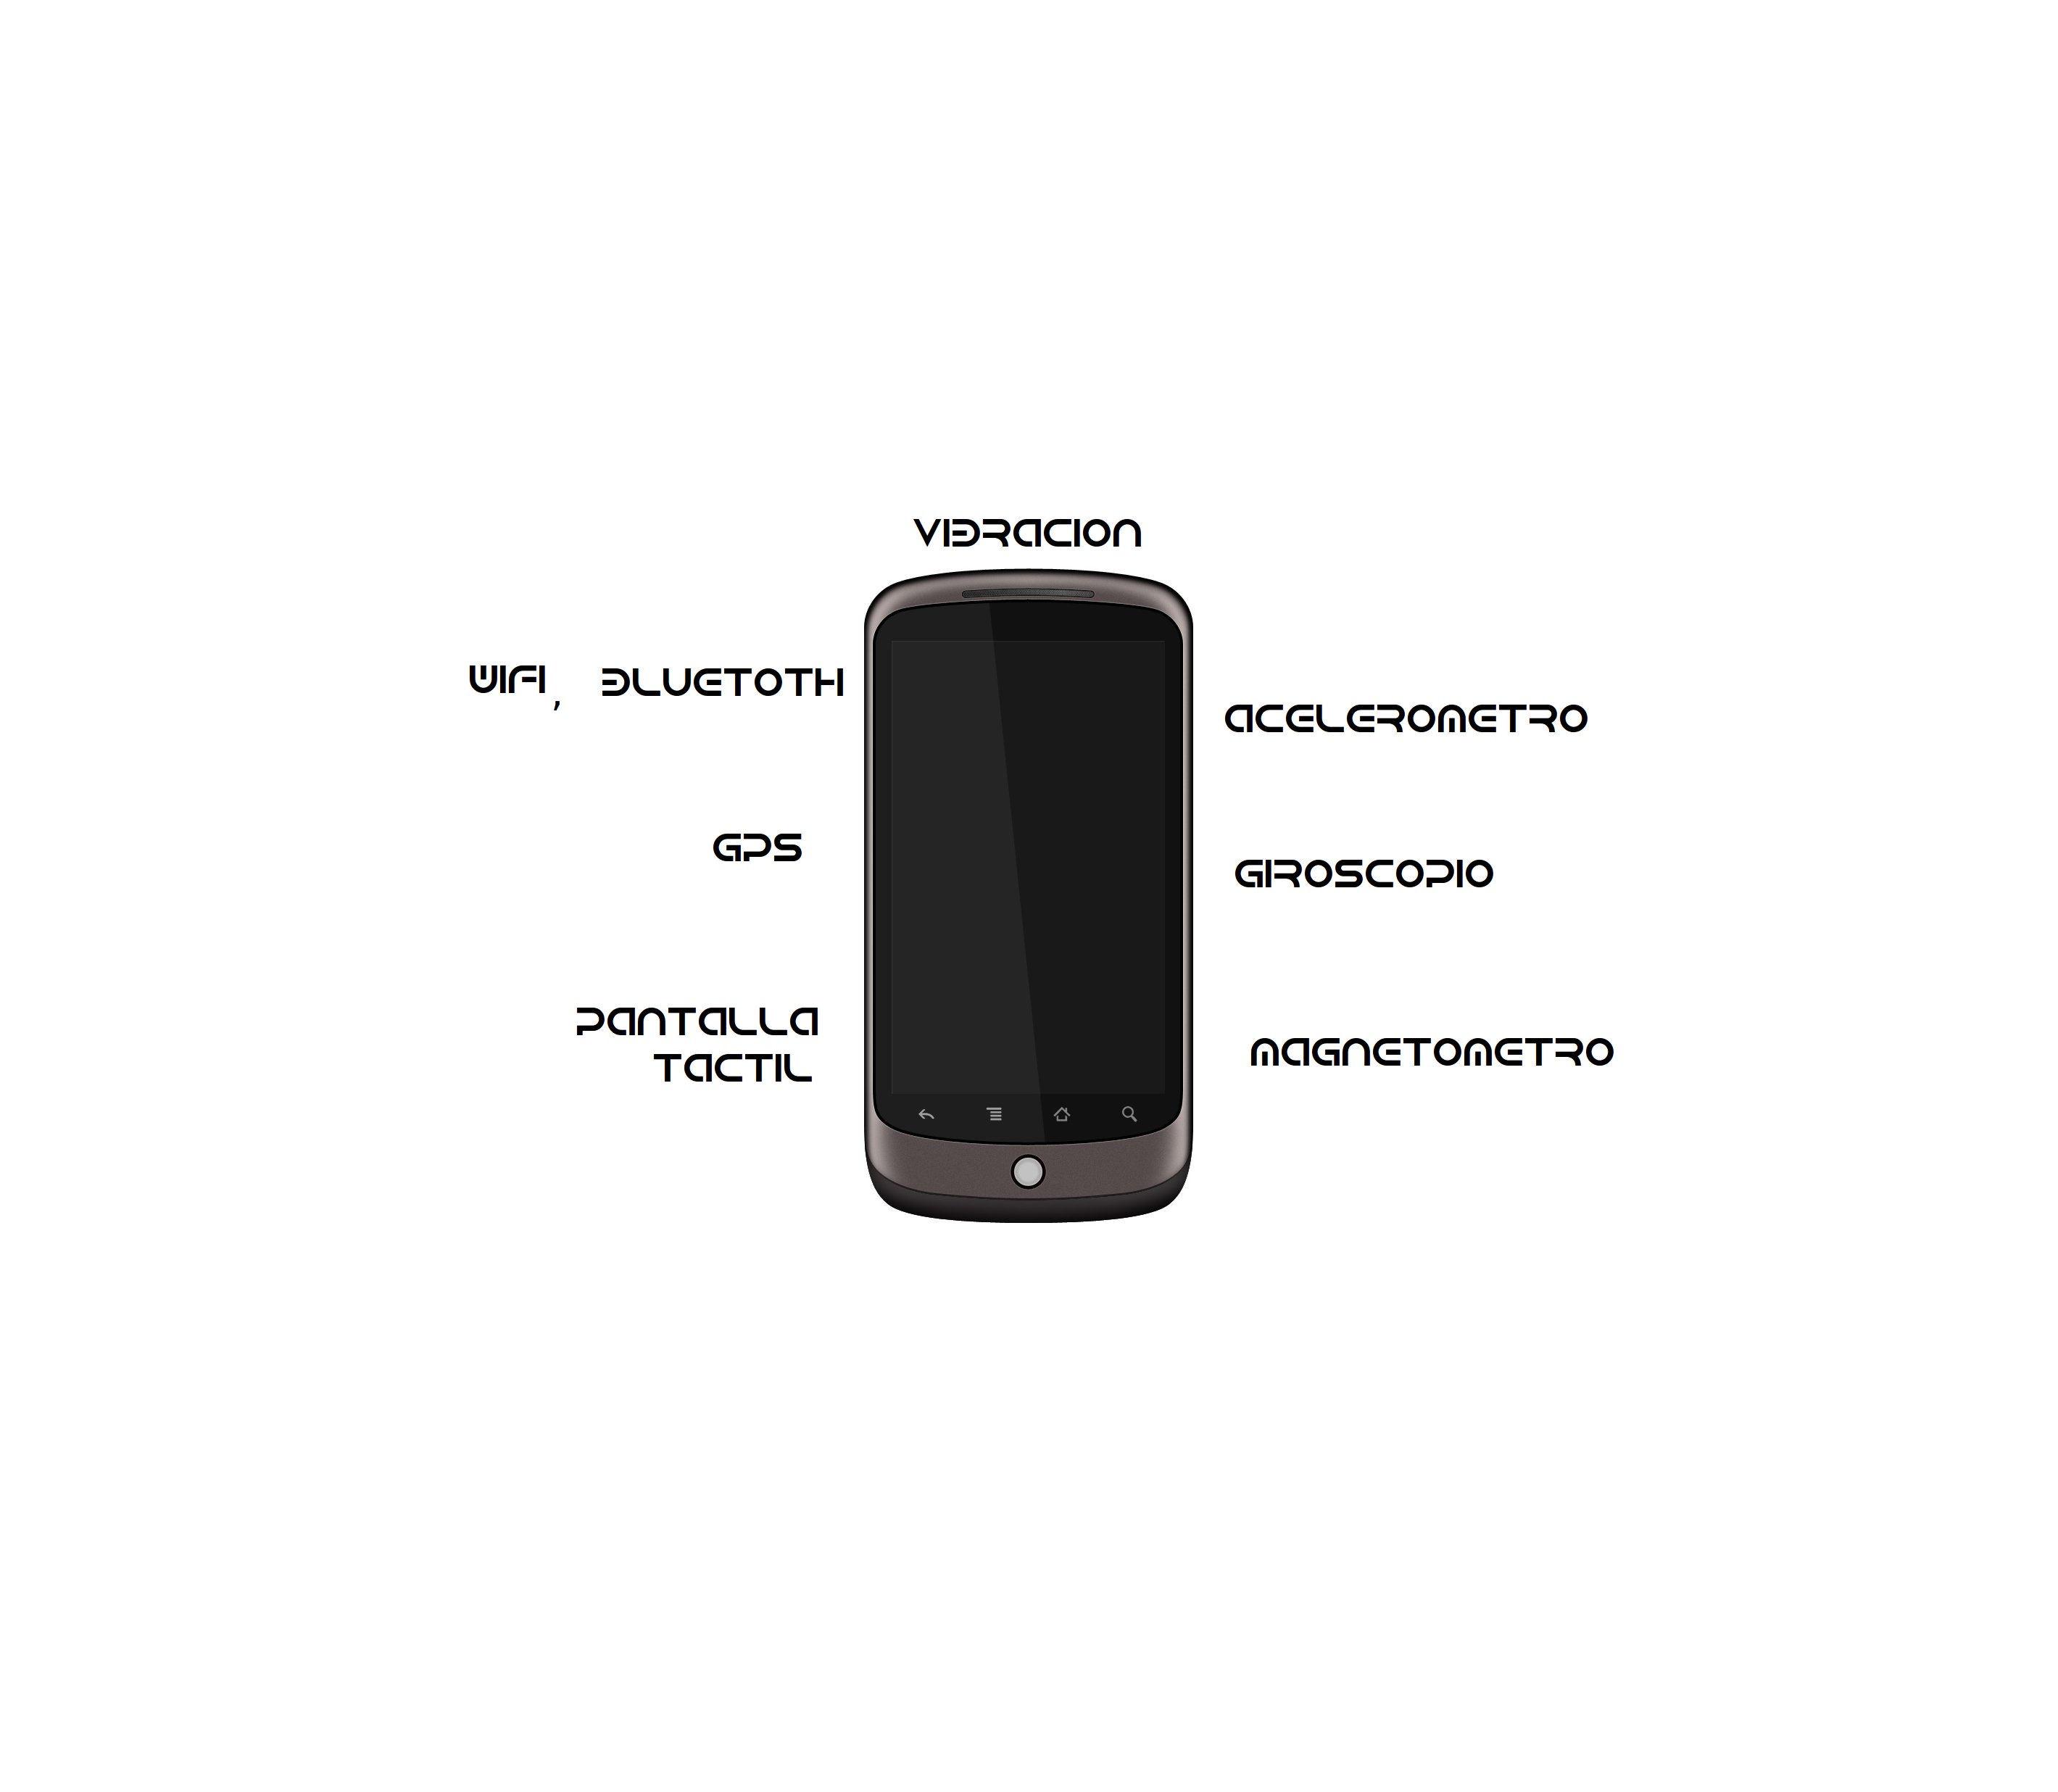 VIBRACION
WIFI, BLUETOTH
ACELEROMETRO
GPS
GIROSCOPIO
PANTALLA
TACTIL
MAGNETOMETRO